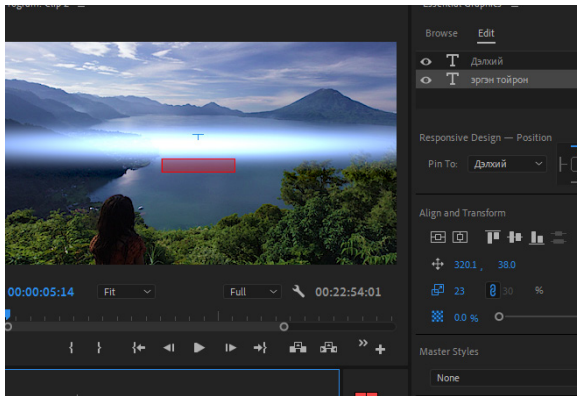 Program: Clip 2
Essential Graphics
Browse Edit
T Дэлхий
T эргэн тойрон
Responsive Design — Position
Pin To: Дэлхий
Align and Transform
320.1 , 38.0
23 30 %
0.0 %
00:00:05:14 Fit Full 00:22:54:01
Master Styles
None